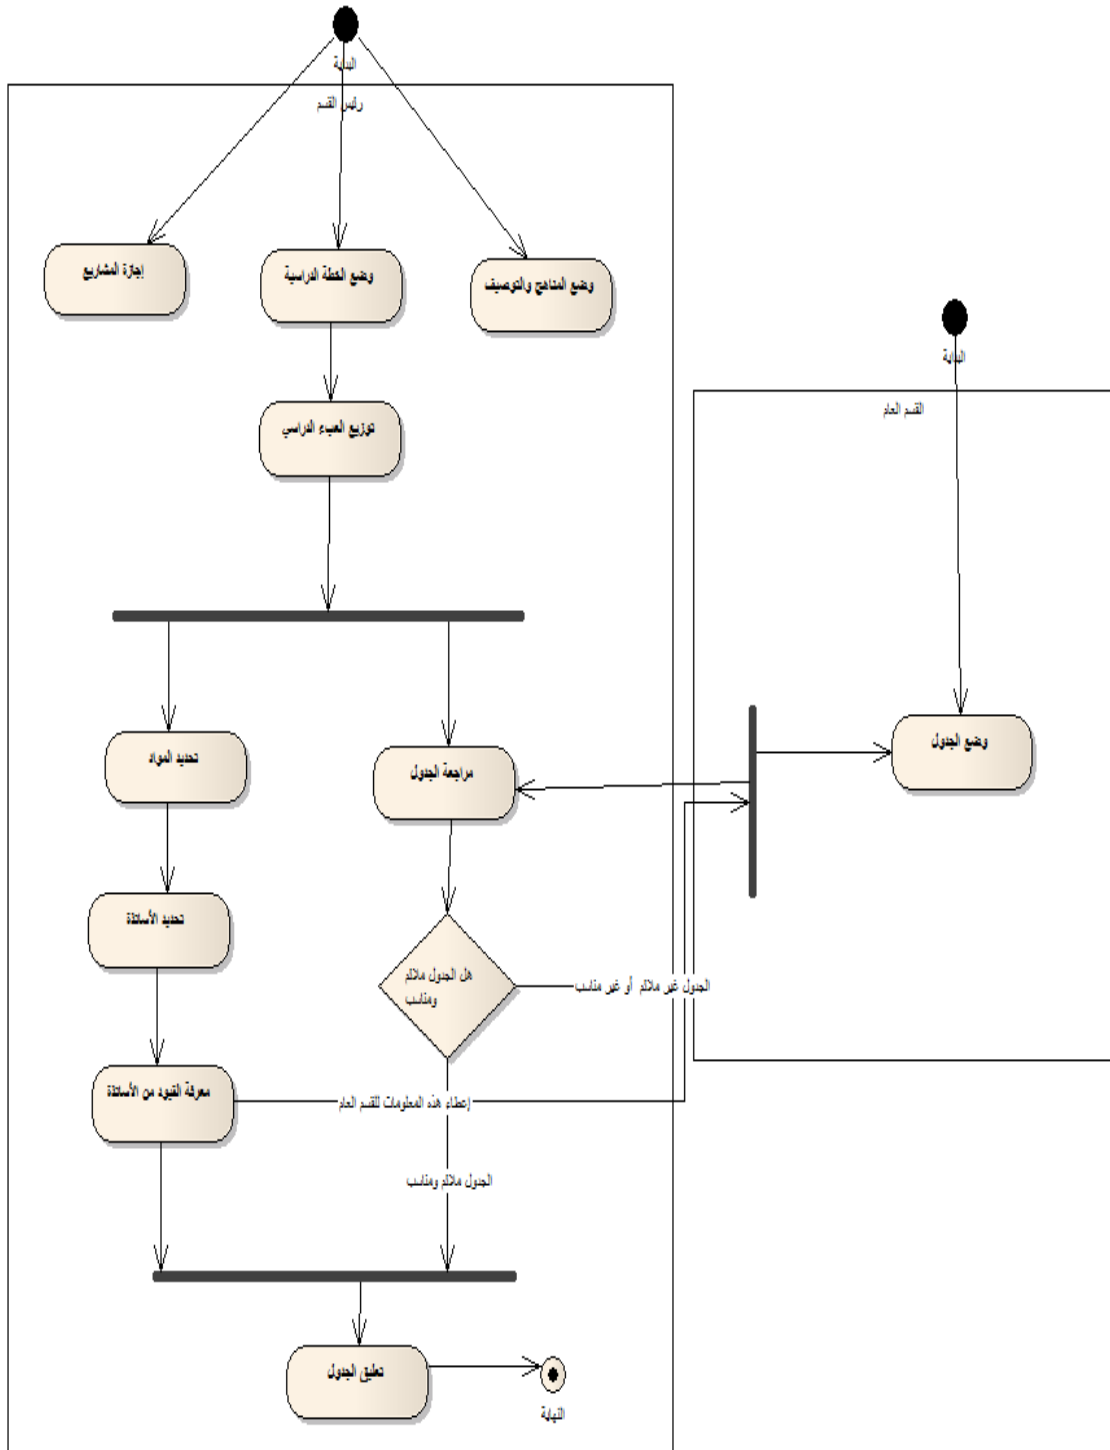 البداية
رئيس القسم
إجازة المشاريع
وضع الخطة الدراسية
وضع المناهج والتوصيف
البداية
القسم العام
توزيع العبء الدراسي
تحديد المواد
مراجعة الجدول
وضع الجدول
تحديد الأساتذة
هل الجدول ملائم
ومناسب
الجدول غير ملائم أو غير مناسب
معرفة القيود من الأساتذة
إعطاء هذه المعلومات للقسم العام
الجدول ملائم ومناسب
تعليق الجدول
النهاية